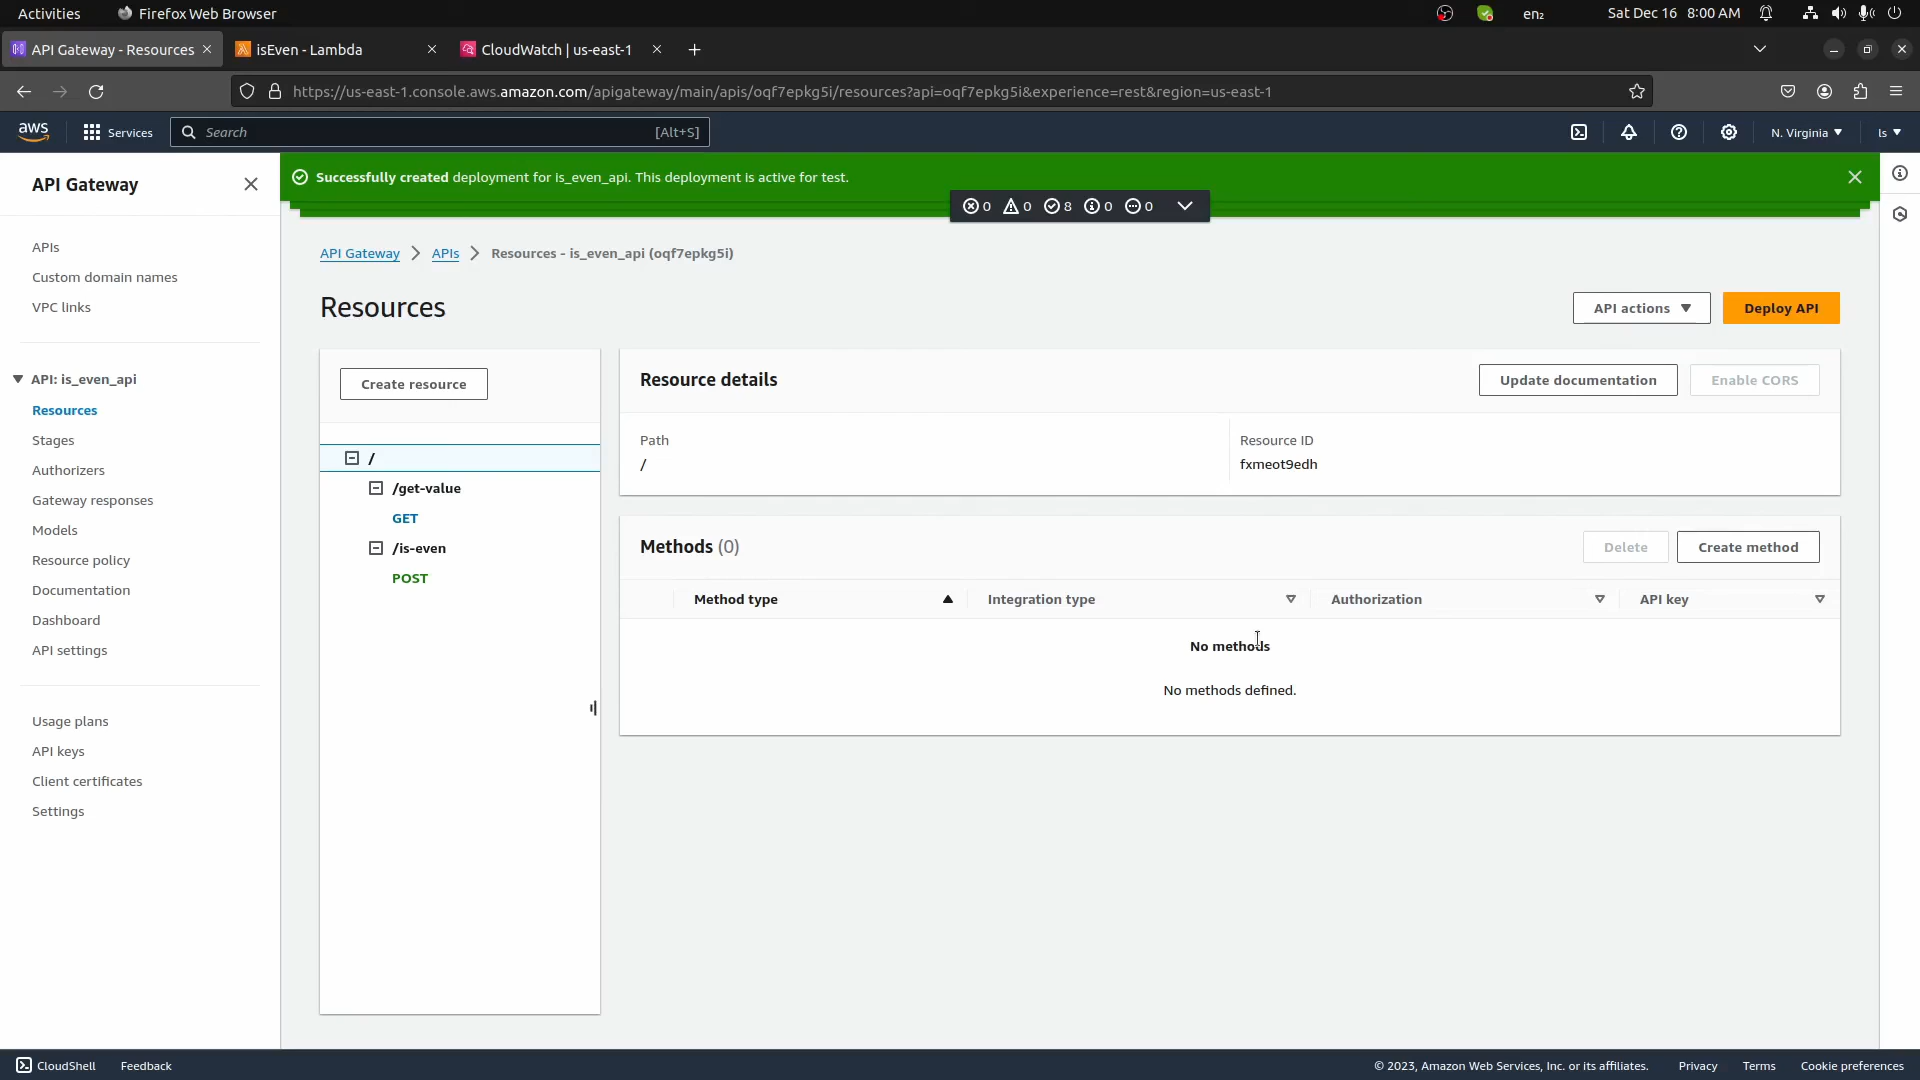 Activities
Firefox Web Browser
en₂
Sat Dec 16 8:00 AM
API Gateway - Resources
isEven - Lambda
CloudWatch | us-east-1
https://us-east-1.console.aws.amazon.com/apigateway/main/apis/oqf7epkg5i/resources?api=oqf7epkg5i&experience=rest&region=us-east-1
aws
Services
Search
[Alt+S]
N. Virginia
ls
API Gateway
APIs
Custom domain names
VPC links
API: is_even_api
Resources
Stages
Authorizers
Gateway responses
Models
Resource policy
Documentation
Dashboard
API settings
Usage plans
API keys
Client certificates
Settings
Successfully created deployment for is_even_api. This deployment is active for test.
0 0 8 0 0
API Gateway > APIs > Resources - is_even_api (oqf7epkg5i)
Resources
API actions
Deploy API
Create resource
/
/get-value
GET
/is-even
POST
Resource details
Update documentation
Enable CORS
Path
/
Resource ID
fxmeot9edh
Methods (0)
Delete
Create method
Method type
Integration type
Authorization
API key
No methods
No methods defined.
CloudShell
Feedback
© 2023, Amazon Web Services, Inc. or its affiliates.
Privacy
Terms
Cookie preferences